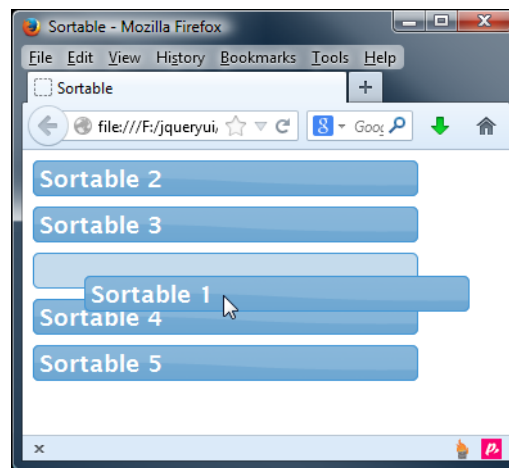 Sortable - Mozilla Firefox
File Edit View History Bookmarks Tools Help
Sortable
file:///F:/jqueryui, Goog
Sortable 2
Sortable 3
Sortable 1
Sortable 4
Sortable 5